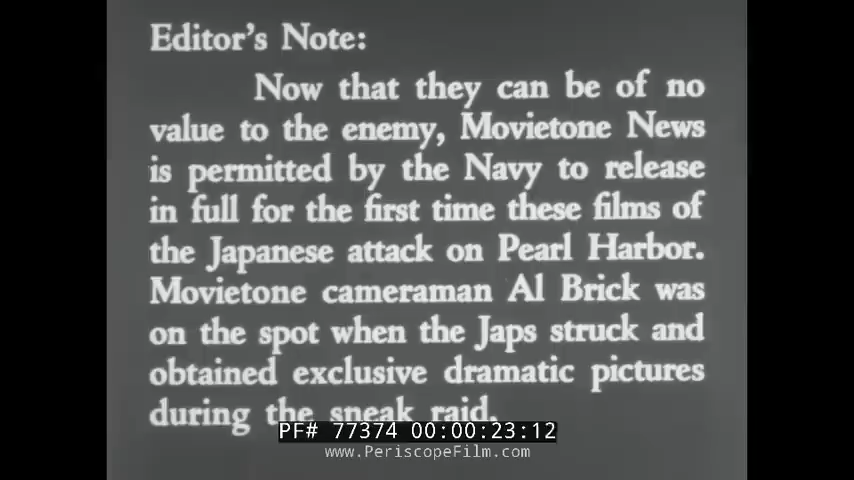 Editor's Note:
Now that they can be of no
value to the enemy, Movietone News
is permitted by the Navy to release
in full for the first time these films of
the Japanese attack on Pearl Harbor.
Movietone cameraman Al Brick was
on the spot when the Japs struck and
obtained exclusive dramatic pictures
during the sneak raid.
PF# 77374 00:00:23:12
www.PeriscopeFilm.com